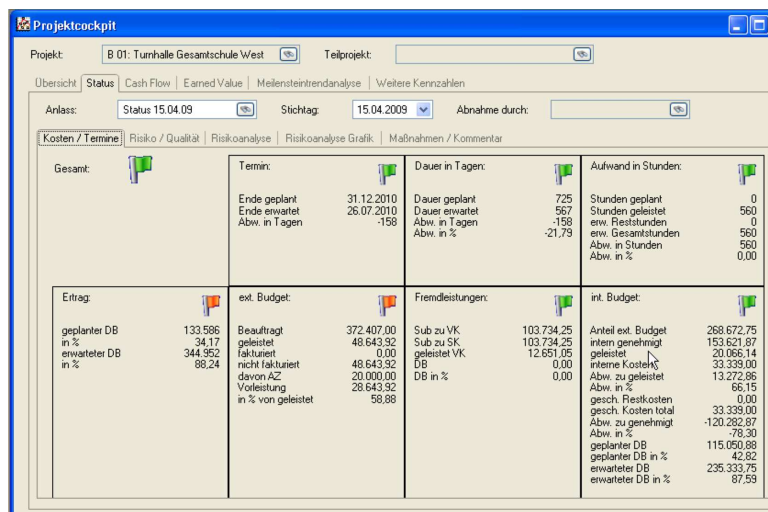 Projektcockpit
Projekt: B 01: Turnhalle Gesamtschule West Teilprojekt:
Übersicht Status Cash Flow Earned Value Meilensteintrendanalyse Weitere Kennzahlen
Anlass: Status 15.04.09 Stichtag: 15.04.2009 Abnahme durch:
Kosten / Termine Risiko / Qualität Risikoanalyse Risikoanalyse Grafik Maßnahmen / Kommentar
Gesamt:
Termin:
Ende geplant 31.12.2010
Ende erwartet 26.07.2010
Abw. in Tagen -158
Dauer in Tagen:
Dauer geplant 725
Dauer erwartet 567
Abw. in Tagen -158
Abw. in % -21,79
Aufwand in Stunden:
Stunden geplant 0
Stunden geleistet 560
erw. Reststunden 0
erw. Gesamtstunden 560
Abw. in Stunden 560
Abw. in % 0,00
Ertrag:
geplanter DB 133.586
in % 34,17
erwarteter DB 344.952
in % 88,24
ext. Budget:
Beauftragt 372.407,00
geleistet 48.643,92
fakturiert 0,00
nicht fakturiert 48.643,92
davon AZ 20.000,00
Vorleistung 28.643,92
in % von geleistet 58,88
Fremdleistungen:
Sub zu VK 103.734,25
Sub zu SK 103.734,25
geleistet VK 12.651,05
DB 0,00
DB in % 0,00
int. Budget:
Anteil ext. Budget 268.672,75
intern genehmigt 153.621,87
geleistet 20.066,14
interne Kosten 33.339,00
Abw. zu geleistet 13.272,86
Abw. in % 66,15
gesch. Restkosten 0,00
gesch. Kosten total 33.339,00
Abw. zu genehmigt -120.282,87
Abw. in % -78,30
geplanter DB 115.050,88
geplanter DB in % 42,82
erwarteter DB 235.333,75
erwarteter DB in % 87,59